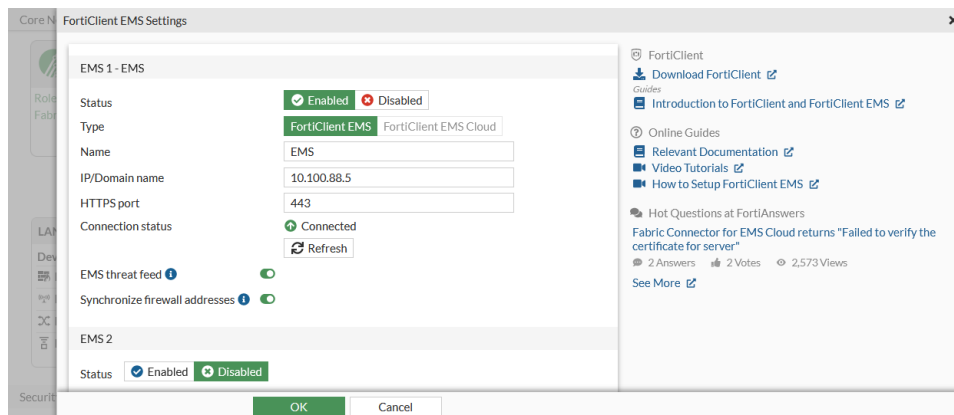 Core N
FortiClient EMS Settings
EMS 1 - EMS
Status
Enabled Disabled
Type
FortiClient EMS FortiClient EMS Cloud
Name
EMS
IP/Domain name
10.100.88.5
HTTPS port
443
Connection status
Connected
Refresh
EMS threat feed
Synchronize firewall addresses
EMS 2
Status
Enabled Disabled
OK
Cancel
FortiClient
Download FortiClient
Guides
Introduction to FortiClient and FortiClient EMS
Online Guides
Relevant Documentation
Video Tutorials
How to Setup FortiClient EMS
Hot Questions at FortiAnswers
Fabric Connector for EMS Cloud returns "Failed to verify the
certificate for server"
2 Answers 2 Votes 2,573 Views
See More
Role
Fabr
LAN
Dev
Securit